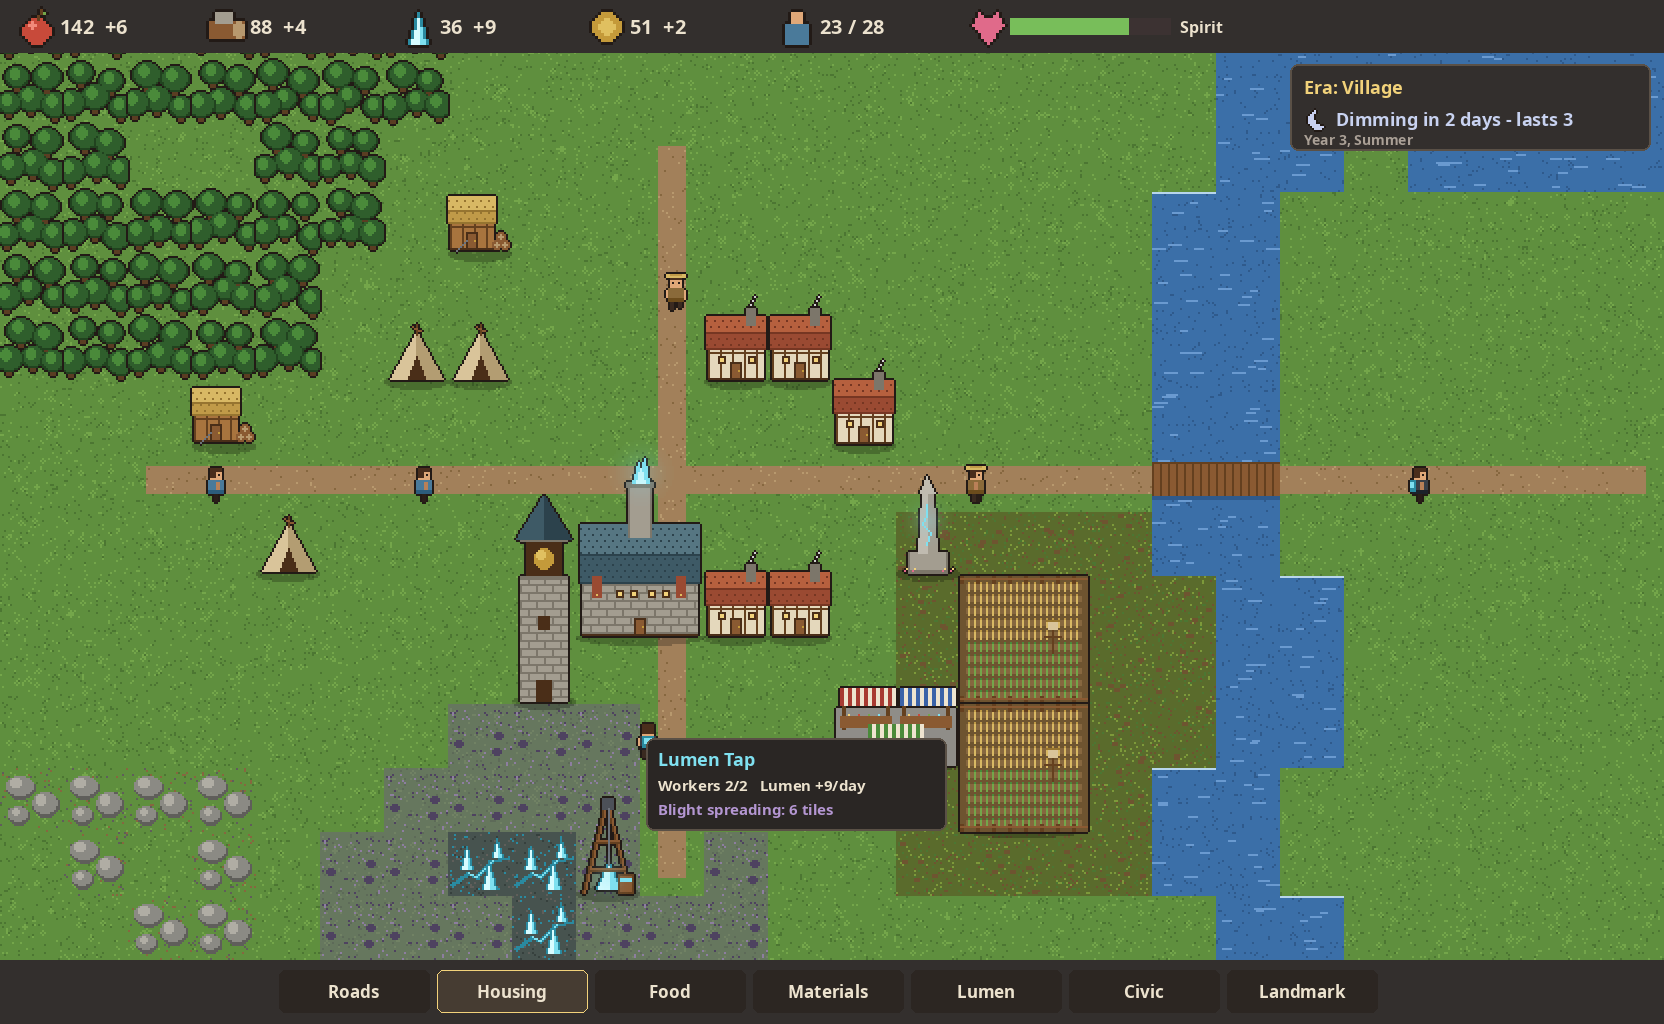 142 +6 88 +4 36 +9 51 +2 23 / 28 Spirit
Era: Village
Dimming in 2 days - lasts 3
Year 3, Summer
Lumen Tap
Workers 2/2 Lumen +9/day
Blight spreading: 6 tiles
Roads Housing Food Materials Lumen Civic Landmark